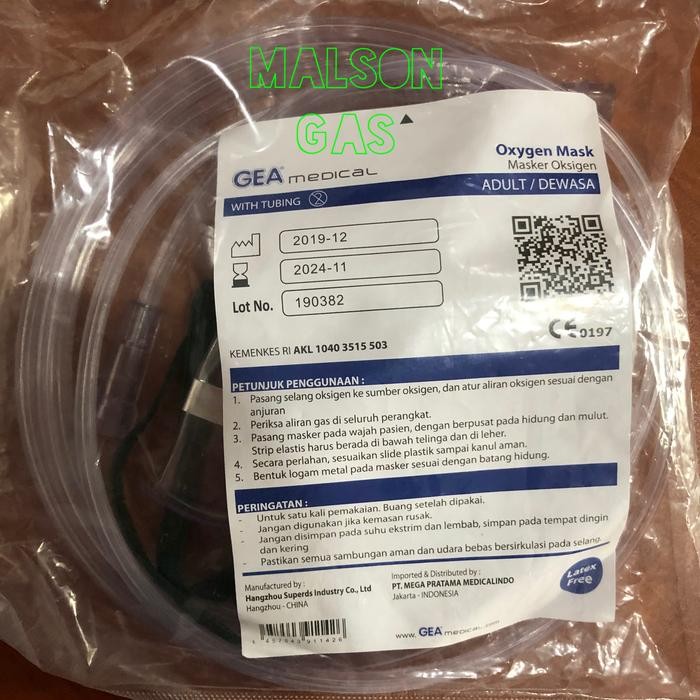 MALSON
GAS
GEA® medical
Oxygen Mask
Masker Oksigen
WITH TUBING
ADULT / DEWASA
2019-12
2024-11
Lot No. 190382
CE 0197
KEMENKES RI AKL 1040 3515 503
PETUNJUK PENGGUNAAN :
1. Pasang selang oksigen ke sumber oksigen, dan atur aliran oksigen sesuai dengan
anjuran
2. Periksa aliran gas di seluruh perangkat.
3. Pasang masker pada wajah pasien, dengan berpusat pada hidung dan mulut.
Strip elastis harus berada di bawah telinga dan di leher.
4. Secara perlahan, sesuaikan slide plastik sampai kanul aman.
5. Bentuk logam metal pada masker sesuai dengan batang hidung.
PERINGATAN :
- Untuk satu kali pemakaian. Buang setelah dipakai.
- Jangan digunakan jika kemasan rusak.
- Jangan disimpan pada suhu ekstrim dan lembab, simpan pada tempat dingin
dan kering
- Pastikan semua sambungan aman dan udara bebas bersirkulasi pada selang.
Manufactured by :
Hangzhou Superds Industry Co., Ltd
Hangzhou - CHINA
Imported & Distributed by :
PT. MEGA PRATAMA MEDICALINDO
Jakarta - INDONESIA
Latex
Free
www. GEA medical.com